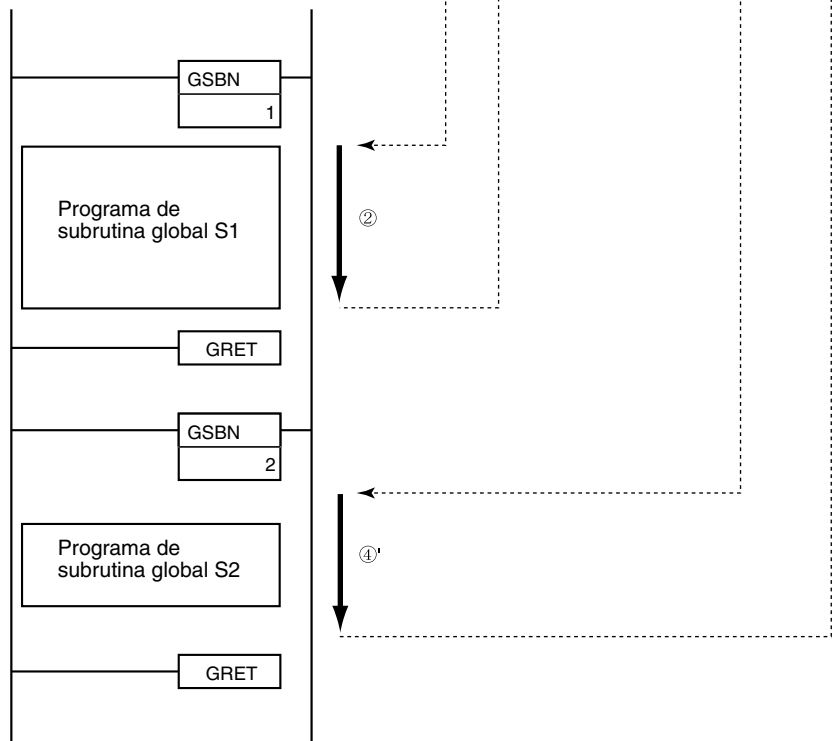 GSBN
1
Programa de
subrutina global S1
②
GRET
GSBN
2
Programa de
subrutina global S2
④'
GRET